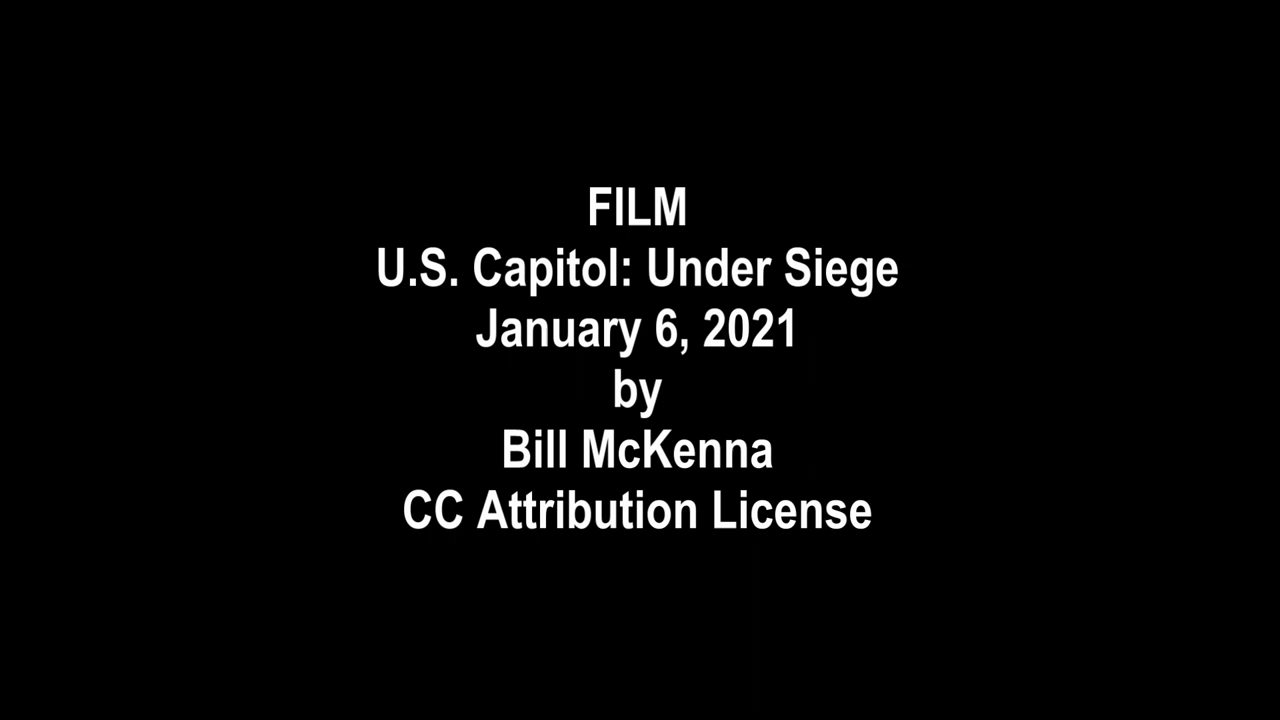 FILM
U.S. Capitol: Under Siege
January 6, 2021
by
Bill McKenna
CC Attribution License